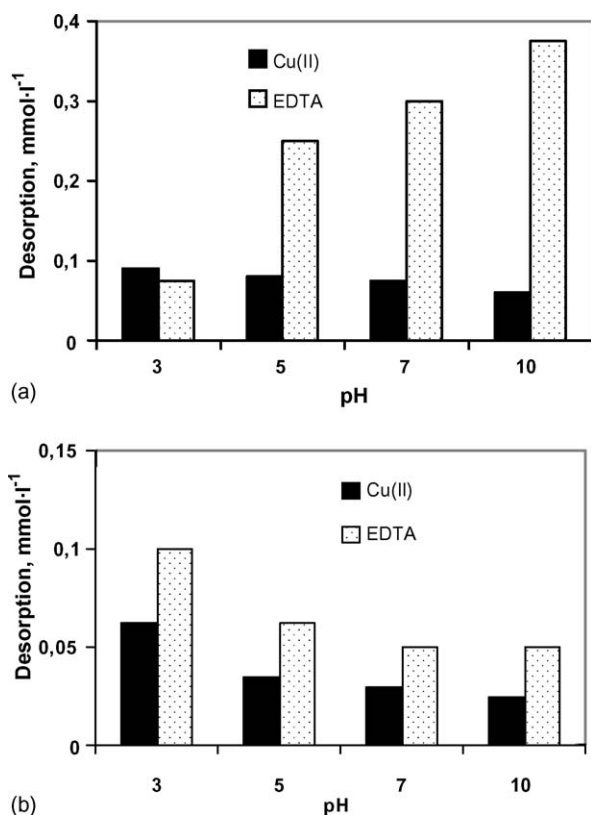 0,4
0,3
0,2
0,1
0
Desorption, mmol·l⁻¹
Cu(II)
EDTA
3 5 7 10
pH
(a)
0,15
0,1
0,05
0
Desorption, mmol·l⁻¹
Cu(II)
EDTA
3 5 7 10
pH
(b)